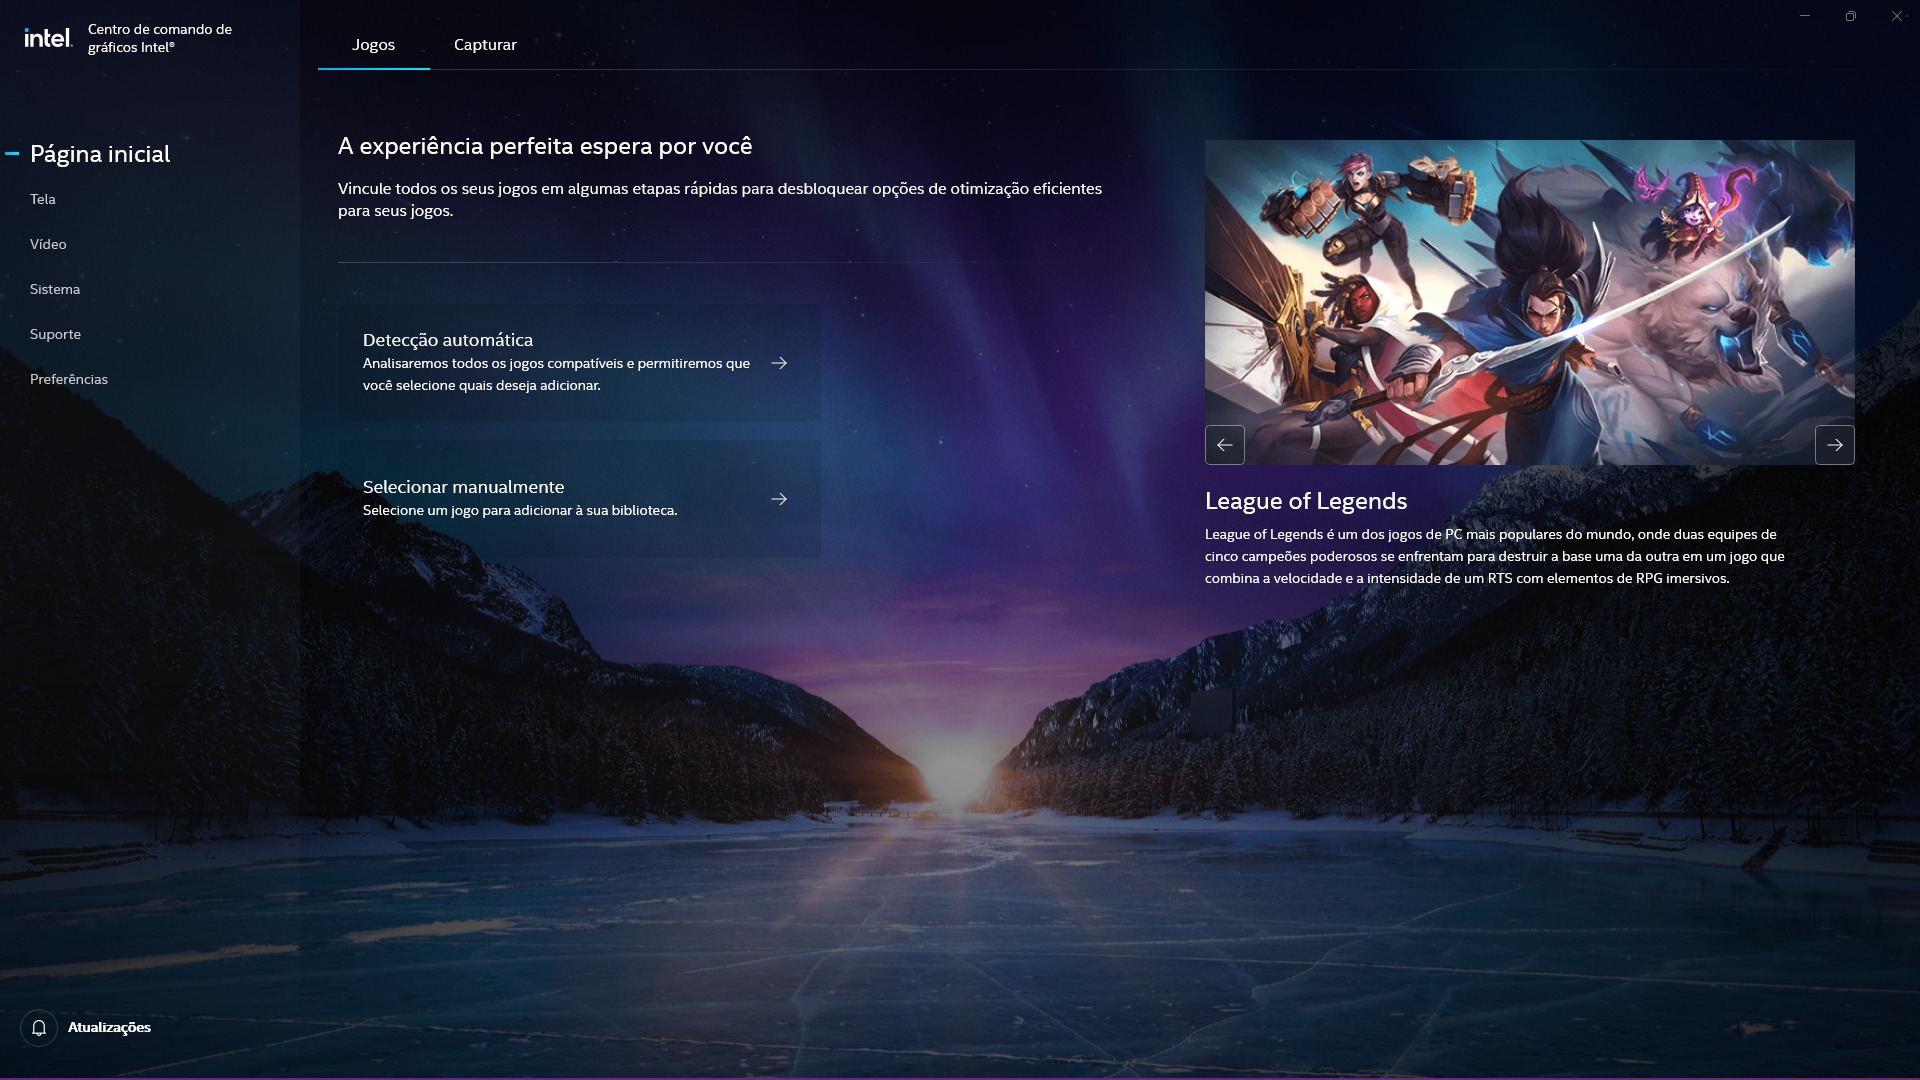 intel.
Centro de comando de
gráficos Intel®
Jogos
Capturar
Página inicial
Tela
Vídeo
Sistema
Suporte
Preferências
A experiência perfeita espera por você
Vincule todos os seus jogos em algumas etapas rápidas para desbloquear opções de otimização eficientes
para seus jogos.
Detecção automática
Analisaremos todos os jogos compatíveis e permitiremos que
você selecione quais deseja adicionar.
Selecionar manualmente
Selecione um jogo para adicionar à sua biblioteca.
League of Legends
League of Legends é um dos jogos de PC mais populares do mundo, onde duas equipes de
cinco campeões poderosos se enfrentam para destruir a base uma da outra em um jogo que
combina a velocidade e a intensidade de um RTS com elementos de RPG imersivos.
Atualizações